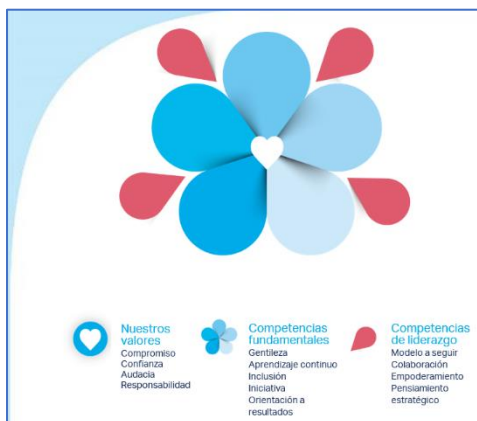 Nuestros
valores
Compromiso
Confianza
Audacia
Responsabilidad
Competencias
fundamentales
Gentileza
Aprendizaje continuo
Inclusión
Iniciativa
Orientación a
resultados
Competencias
de liderazgo
Modelo a seguir
Colaboración
Empoderamiento
Pensiamiento
estratégico